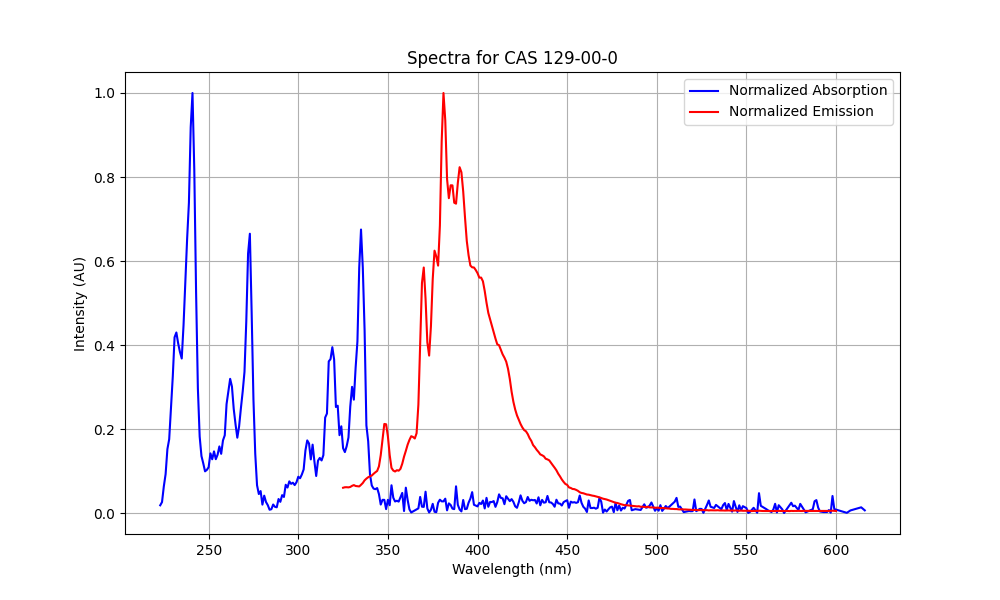 Spectra for CAS 129-00-0
Normalized Absorption
Normalized Emission
1.0
0.8
0.6
0.4
0.2
0.0
Intensity (AU)
250 300 350 400 450 500 550 600
Wavelength (nm)